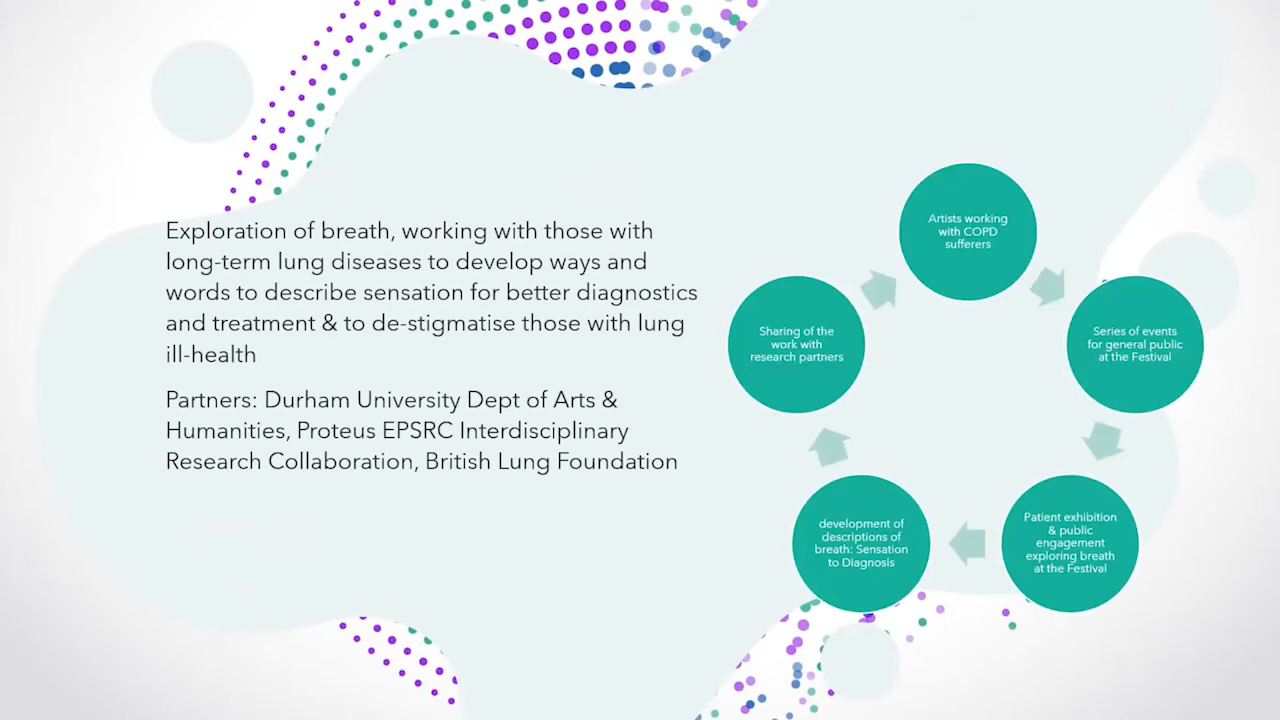 Exploration of breath, working with those with
long-term lung diseases to develop ways and
words to describe sensation for better diagnostics
and treatment & to de-stigmatise those with lung
ill-health
Partners: Durham University Dept of Arts &
Humanities, Proteus EPSRC Interdisciplinary
Research Collaboration, British Lung Foundation
Artists working
with COPD
sufferers
Series of events
for general public
at the Festival
Patient exhibition
& public
engagement
exploring breath
at the Festival
development of
descriptions of
breath: Sensation
to Diagnosis
Sharing of the
work with
research partners